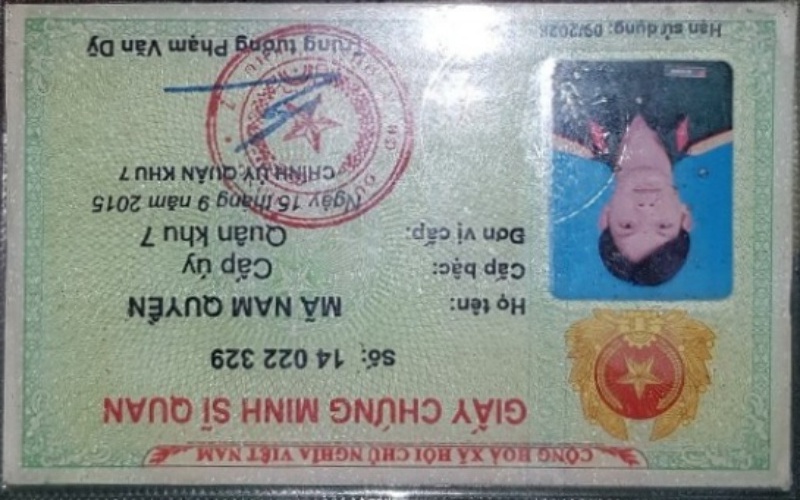 CỘNG HOÀ XÃ HỘI CHỦ NGHĨA VIỆT NAM
GIẤY CHỨNG MINH SĨ QUAN
Số: 14 022 329
Họ tên: MÃ NAM QUYỀN
Cấp bậc: Cấp úy
Đơn vị cấp: Quân khu 7
Ngày 15 tháng 9 năm 2015
CHÍNH ỦY QUÂN KHU 7
Trung tướng Phạm Văn Dỹ
Hạn sử dụng: 09/2028